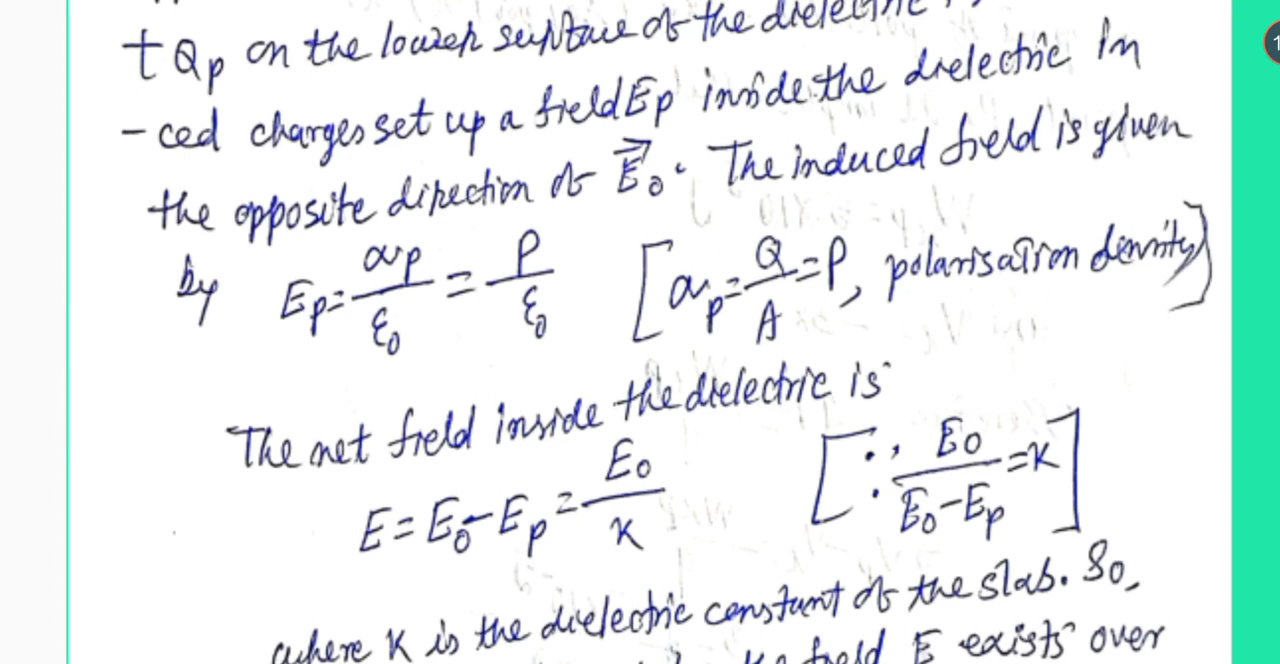 +Qp on the lower surface of the dielectric
-ced charges set up a field Ep inside the dielectric in
the opposite direction of E⃗₀. The induced field is given
by Ep = αp/ε₀ = P/ε₀ [αp = Q/A = P, polarisation density]
The net field inside the dielectric is
E = E₀ - Ep = E₀/K [∵ E₀/(E₀-Ep) = K]
where K is the dielectric constant of the slab. So,
field E exists over
1